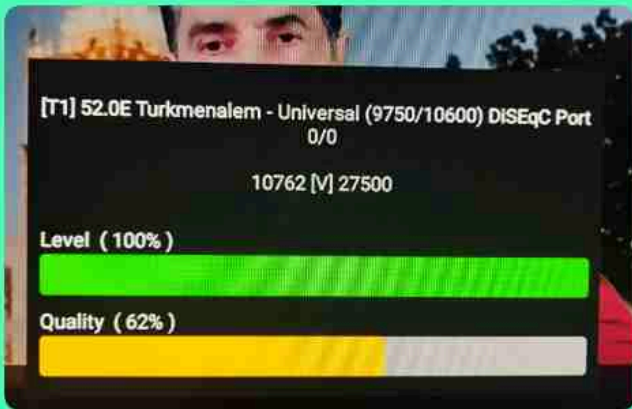 [T1] 52.0E Turkmenalem - Universal (9750/10600) DiSEqC Port
0/0
10762 [V] 27500
Level ( 100% )
Quality ( 62% )